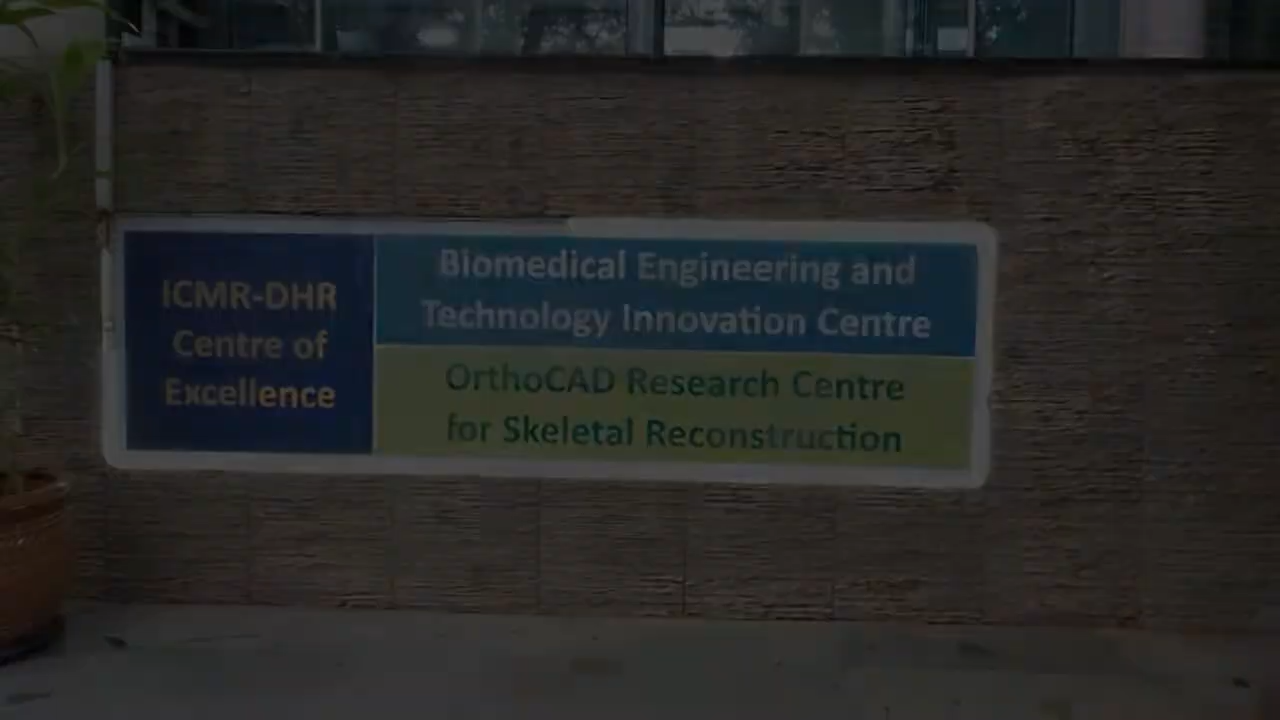 ICMR-DHR
Centre of
Excellence
Biomedical Engineering and
Technology Innovation Centre
OrthoCAD Research Centre
for Skeletal Reconstruction